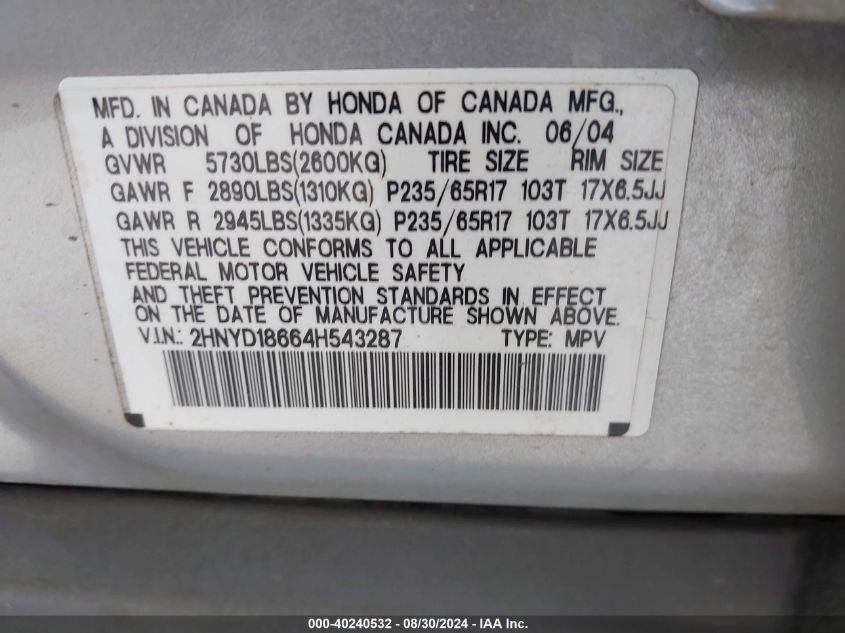 MFD. IN CANADA BY HONDA OF CANADA MFG.,
A DIVISION OF HONDA CANADA INC. 06/04
GVWR 5730LBS(2600KG) TIRE SIZE RIM SIZE
GAWR F 2890LBS(1310KG) P235/65R17 103T 17X6.5JJ
GAWR R 2945LBS(1335KG) P235/65R17 103T 17X6.5JJ
THIS VEHICLE CONFORMS TO ALL APPLICABLE
FEDERAL MOTOR VEHICLE SAFETY
AND THEFT PREVENTION STANDARDS IN EFFECT
ON THE DATE OF MANUFACTURE SHOWN ABOVE.
V.I.N.: 2HNYD18664H543287 TYPE: MPV
000-40240532 - 08/30/2024 - IAA Inc.